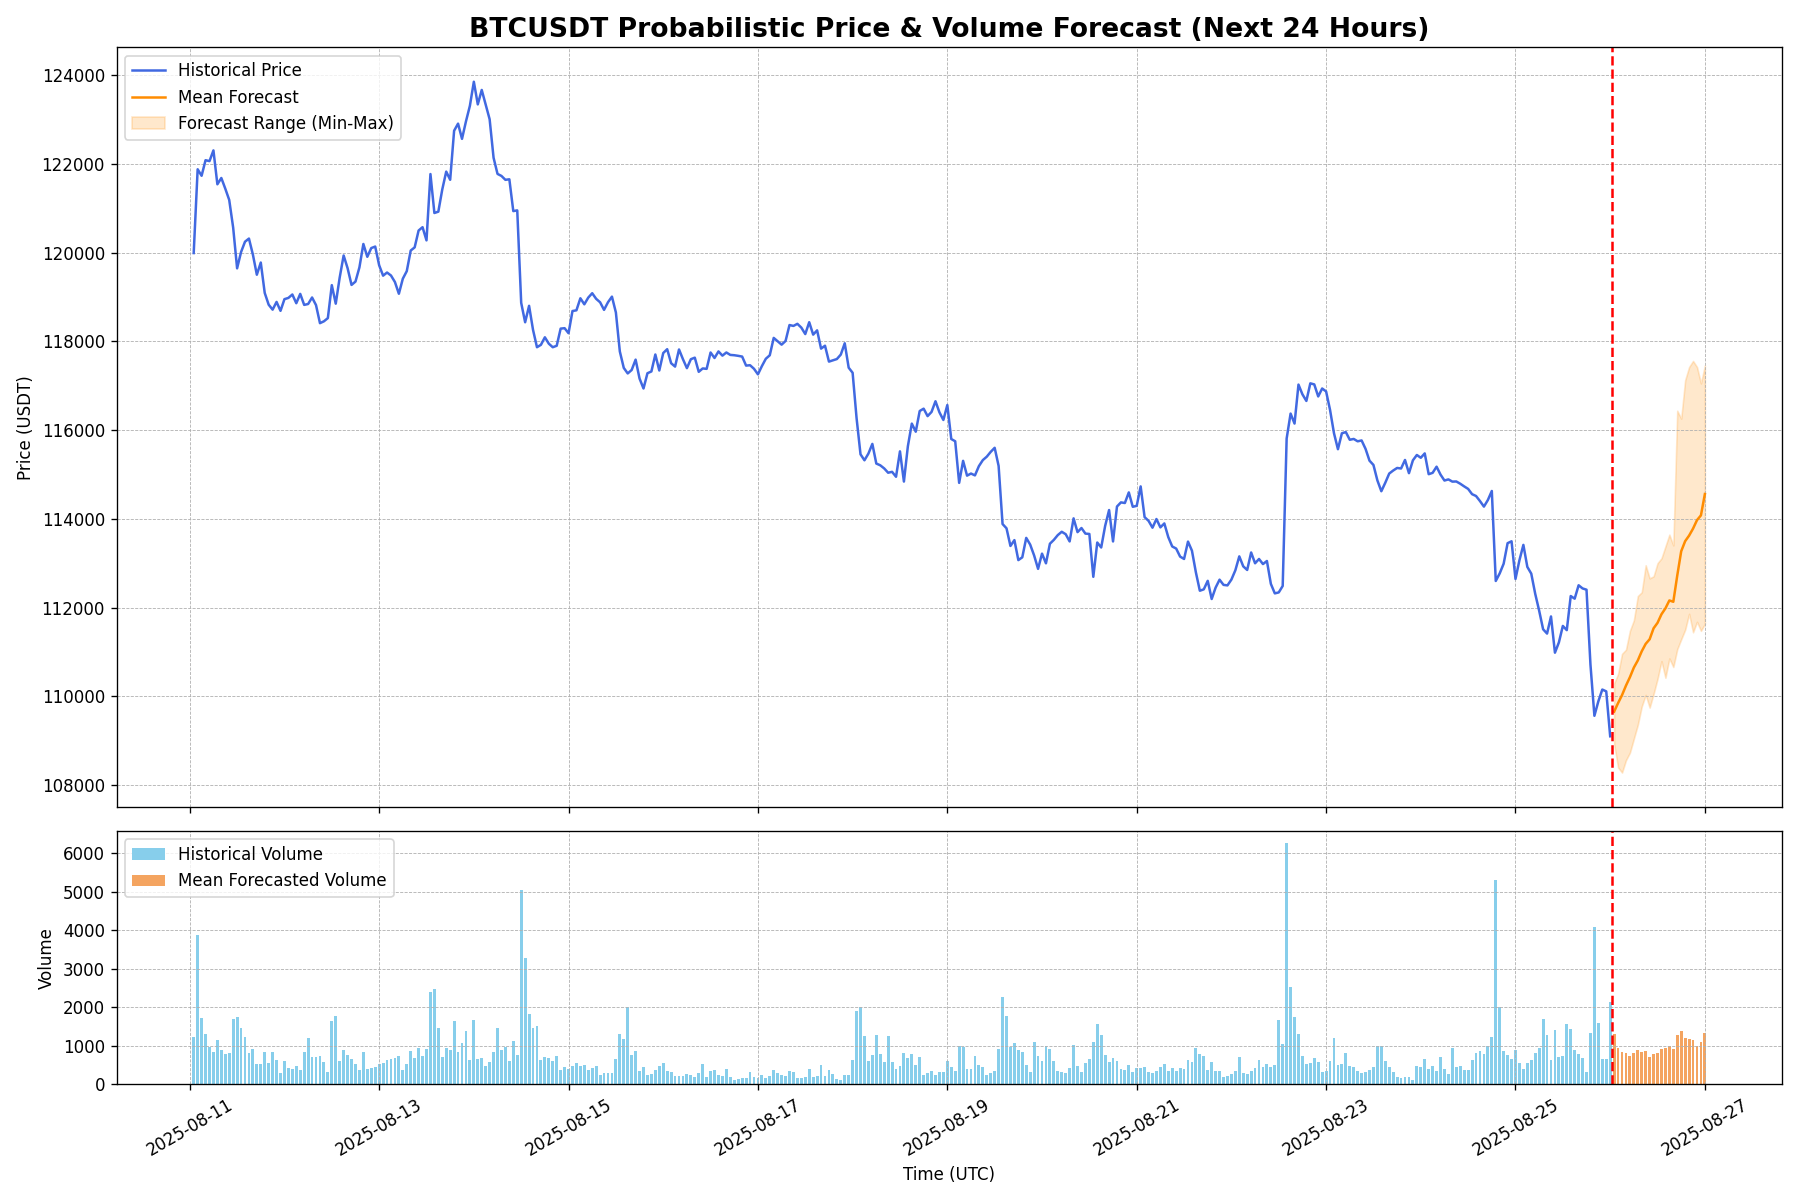 BTCUSDT Probabilistic Price & Volume Forecast (Next 24 Hours)
Historical Price
Mean Forecast
Forecast Range (Min-Max)
Price (USDT)
124000
122000
120000
118000
116000
114000
112000
110000
108000
Historical Volume
Mean Forecasted Volume
Volume
6000
5000
4000
3000
2000
1000
0
2025-08-11
2025-08-13
2025-08-15
2025-08-17
2025-08-19
2025-08-21
2025-08-23
2025-08-25
2025-08-27
Time (UTC)